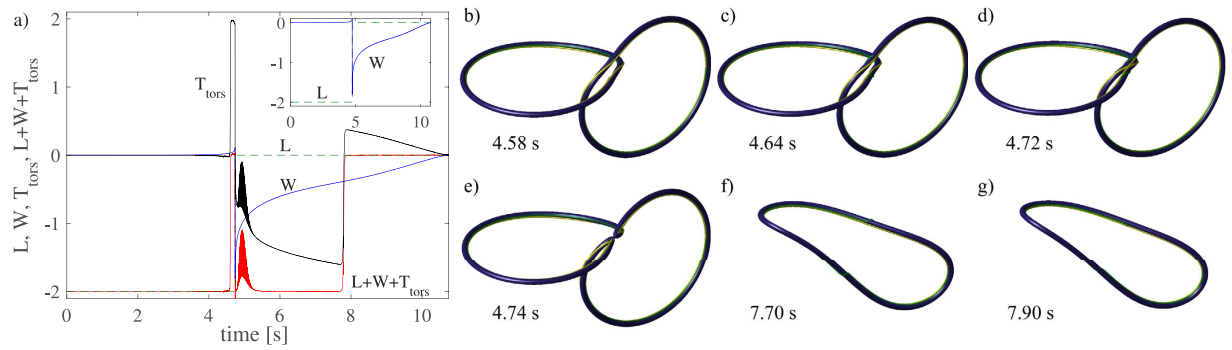 a)
L, W, T_tors, L+W+T_tors
2
1
0
-1
-2
0
2
4
6
8
10
time [s]
T_tors
L
W
L+W+T_tors
0
-1
-2
0
5
10
L
W
b)
4.58 s
c)
4.64 s
d)
4.72 s
e)
4.74 s
f)
7.70 s
g)
7.90 s